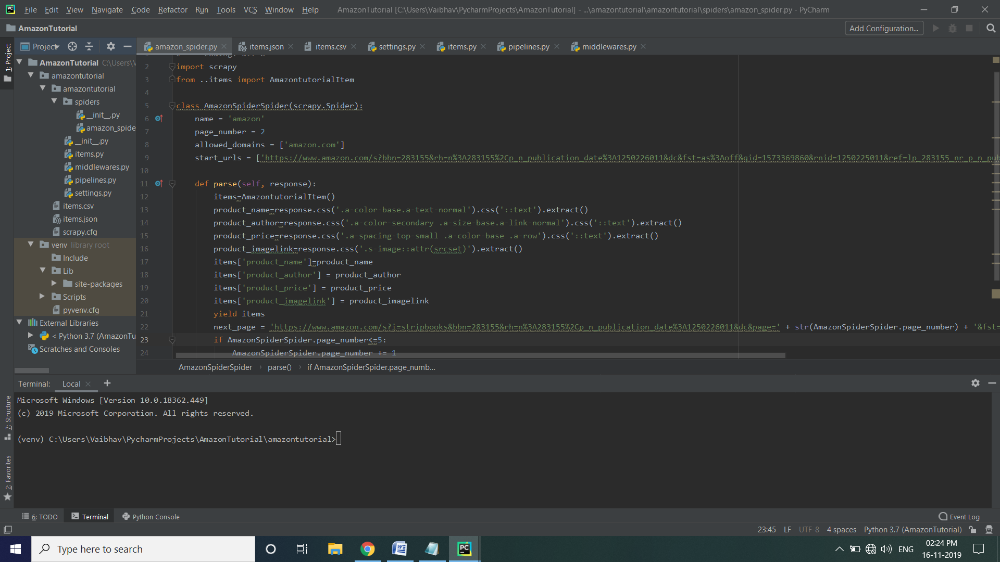 File Edit View Navigate Code Refactor Run Tools VCS Window Help AmazonTutorial [C:\Users\Vaibhav\PycharmProjects\AmazonTutorial] - ...\amazontutorial\amazontutorial\spiders\amazon_spider.py - PyCharm
AmazonTutorial Add Configuration...
Project amazon_spider.py items.json items.csv settings.py items.py pipelines.py middlewares.py
1: Project
AmazonTutorial C:\Users\V
amazontutorial
amazontutorial
spiders
__init__.py
amazon_spide
__init__.py
items.py
middlewares.py
pipelines.py
settings.py
items.csv
items.json
scrapy.cfg
venv library root
Include
Lib
site-packages
Scripts
pyvenv.cfg
External Libraries
< Python 3.7 (AmazonTu
Scratches and Consoles
2 import scrapy
3 from ..items import AmazontutorialItem
4
5 class AmazonSpiderSpider(scrapy.Spider):
6 name = 'amazon'
7 page_number = 2
8 allowed_domains = ['amazon.com']
9 start_urls = ['https://www.amazon.com/s?bbn=283155&rh=n%3A283155%2Cp_n_publication_date%3A1250226011&dc&fst=as%3Aoff&qid=1573369860&rnid=1250225011&ref=lp_283155_nr_p_n_pub
10
11 def parse(self, response):
12 items=AmazontutorialItem()
13 product_name=response.css('.a-color-base.a-text-normal').css('::text').extract()
14 product_author=response.css('.a-color-secondary .a-size-base.a-link-normal').css('::text').extract()
15 product_price=response.css('.a-spacing-top-small .a-color-base .a-row').css('::text').extract()
16 product_imagelink=response.css('.s-image::attr(srcset)').extract()
17 items['product_name']=product_name
18 items['product_author'] = product_author
19 items['product_price'] = product_price
20 items['product_imagelink'] = product_imagelink
21 yield items
22 next_page = 'https://www.amazon.com/s?i=stripbooks&bbn=283155&rh=n%3A283155%2Cp_n_publication_date%3A1250226011&dc&page=' + str(AmazonSpiderSpider.page_number) + '&fst=
23 if AmazonSpiderSpider.page_number<=5:
24 AmazonSpiderSpider.page_number += 1
AmazonSpiderSpider › parse() › if AmazonSpiderSpider.page_numb...
Terminal: Local +
Microsoft Windows [Version 10.0.18362.449]
(c) 2019 Microsoft Corporation. All rights reserved.
(venv) C:\Users\Vaibhav\PycharmProjects\AmazonTutorial\amazontutorial>
7: Structure
2: Favorites
6: TODO Terminal Python Console Event Log
23:45 LF UTF-8 4 spaces Python 3.7 (AmazonTutorial)
Type here to search
ENG
02:24 PM
16-11-2019